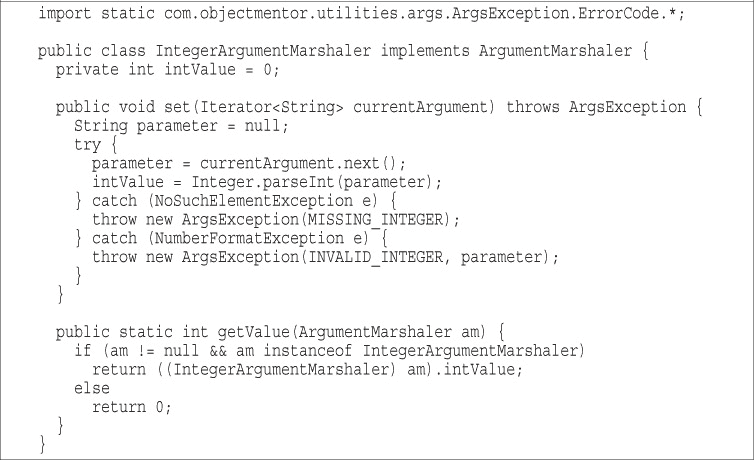 import static com.objectmentor.utilities.args.ArgsException.ErrorCode.*;

public class IntegerArgumentMarshaler implements ArgumentMarshaler {
  private int intValue = 0;

  public void set(Iterator<String> currentArgument) throws ArgsException {
    String parameter = null;
    try {
      parameter = currentArgument.next();
      intValue = Integer.parseInt(parameter);
    } catch (NoSuchElementException e) {
      throw new ArgsException(MISSING_INTEGER);
    } catch (NumberFormatException e) {
      throw new ArgsException(INVALID_INTEGER, parameter);
    }
  }

  public static int getValue(ArgumentMarshaler am) {
    if (am != null && am instanceof IntegerArgumentMarshaler)
      return ((IntegerArgumentMarshaler) am).intValue;
    else
      return 0;
  }
}